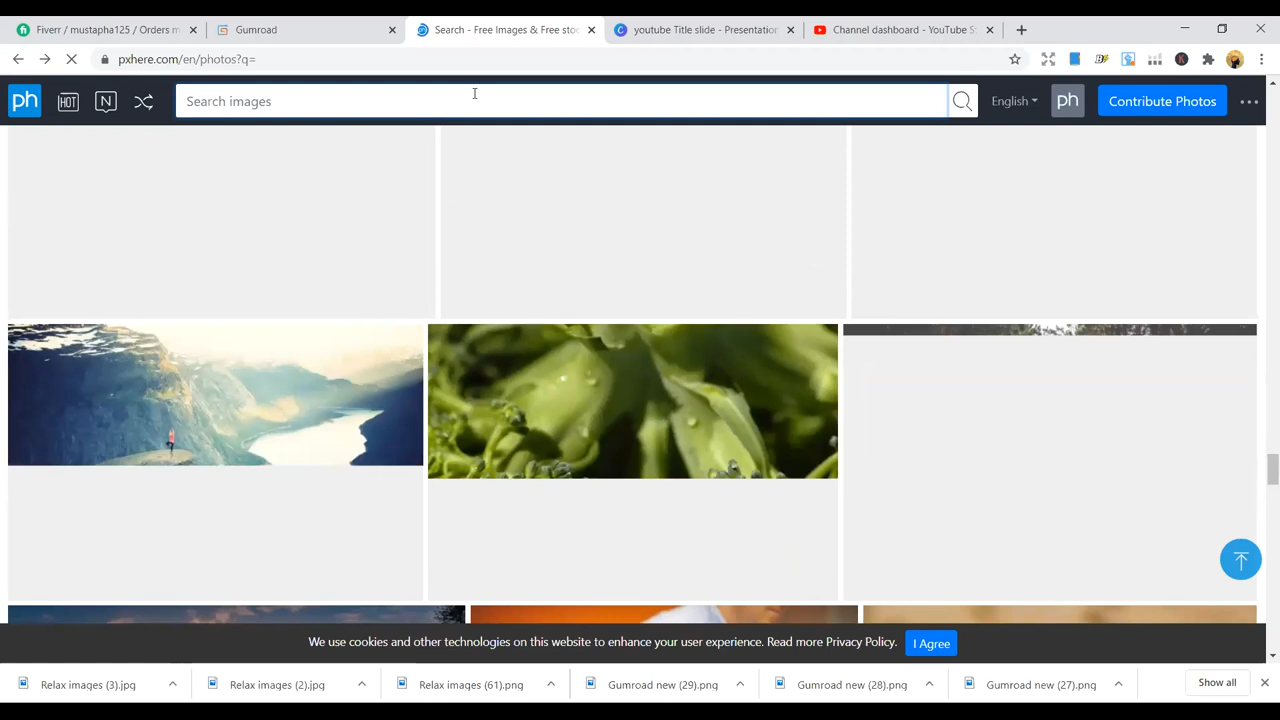 Fiverr / mustapha125 / Orders m
Gumroad
Search - Free Images & Free stoc
youtube Title slide - Presentation
Channel dashboard - YouTube S
pxhere.com/en/photos?q=
ph
HOT
N
Search images
English
ph
Contribute Photos
We use cookies and other technologies on this website to enhance your user experience. Read more Privacy Policy.
I Agree
Relax images (3).jpg
Relax images (2).jpg
Relax images (61).png
Gumroad new (29).png
Gumroad new (28).png
Gumroad new (27).png
Show all